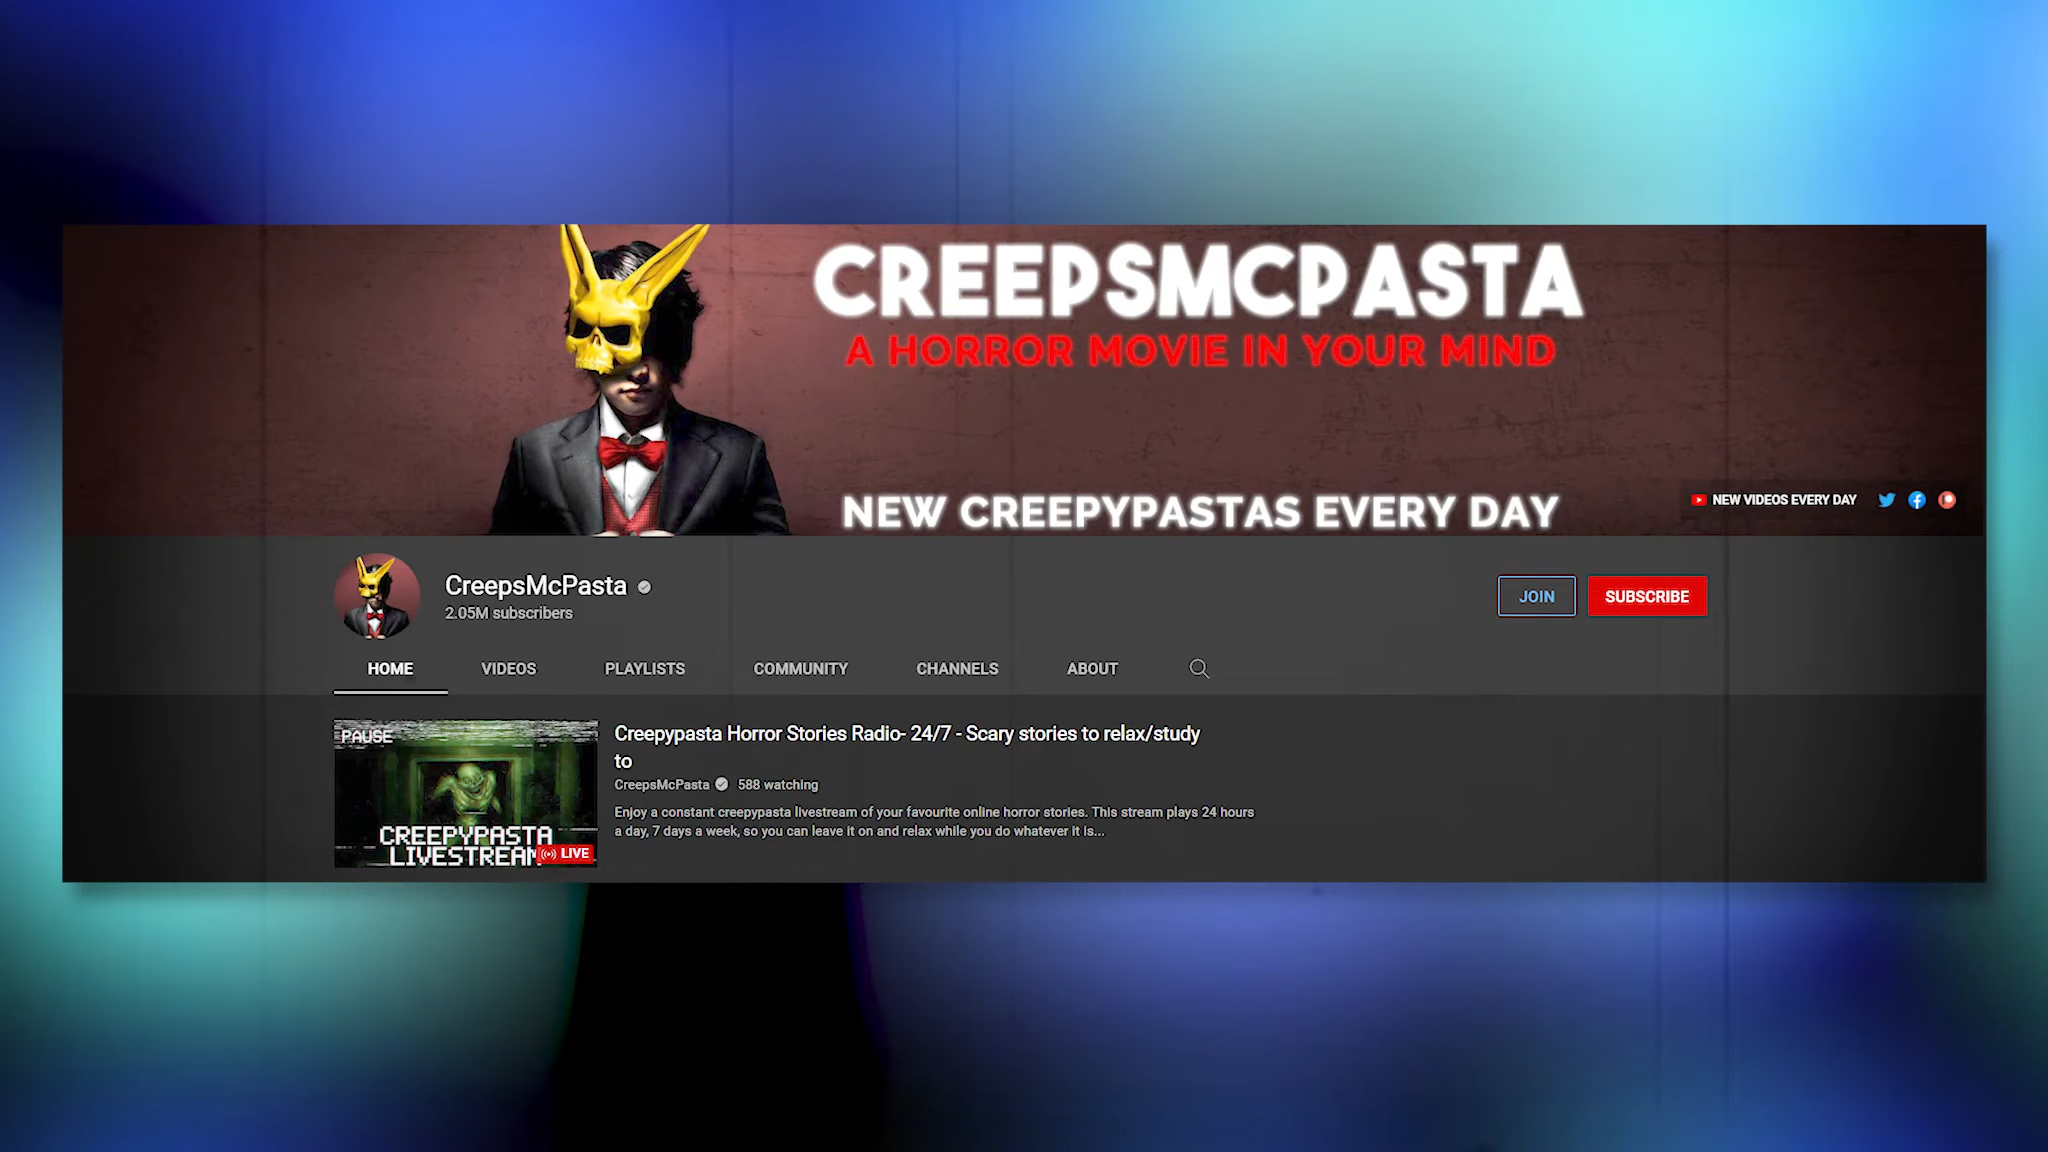 CREEPSMCPASTA
A HORROR MOVIE IN YOUR MIND
NEW CREEPYPASTAS EVERY DAY
NEW VIDEOS EVERY DAY
CreepsMcPasta
2.05M subscribers
JOIN
SUBSCRIBE
HOME
VIDEOS
PLAYLISTS
COMMUNITY
CHANNELS
ABOUT
PAUSE
CREEPYPASTA
LIVESTREAM
LIVE
Creepypasta Horror Stories Radio- 24/7 - Scary stories to relax/study
to
CreepsMcPasta
588 watching
Enjoy a constant creepypasta livestream of your favourite online horror stories. This stream plays 24 hours
a day, 7 days a week, so you can leave it on and relax while you do whatever it is...